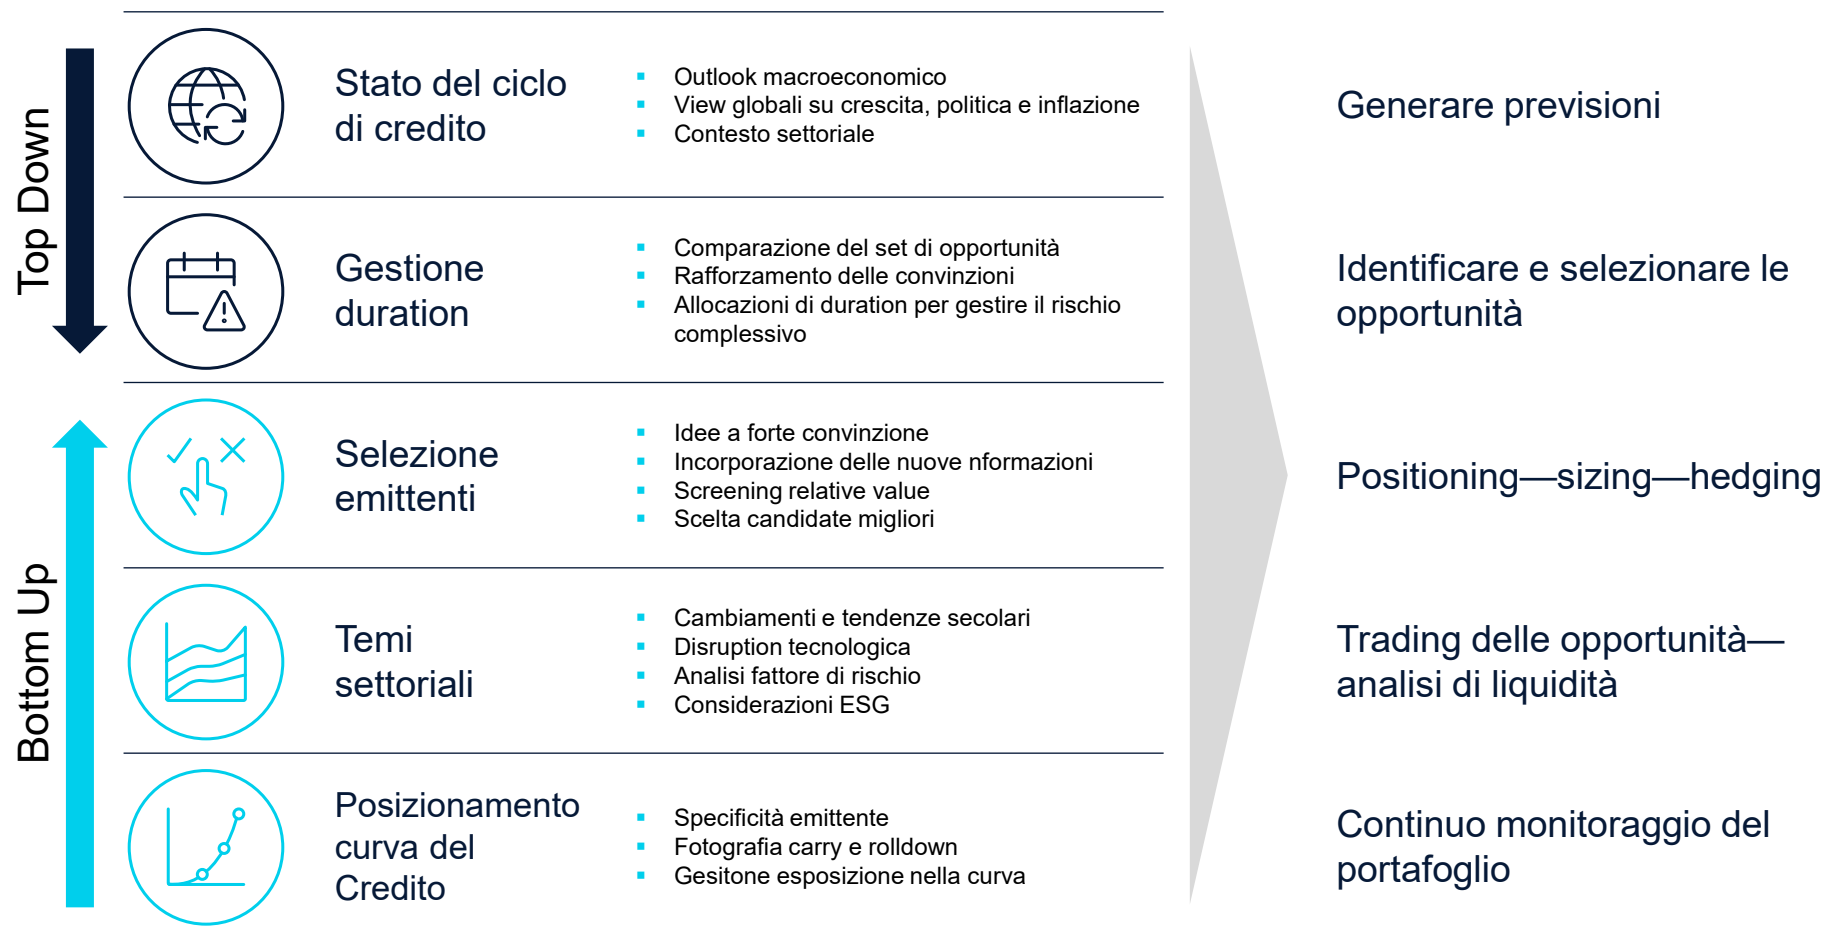 Top Down
Stato del ciclo
di credito
Outlook macroeconomico
View globali su crescita, politica e inflazione
Contesto settoriale
Generare previsioni
Gestione
duration
Comparazione del set di opportunità
Rafforzamento delle convinzioni
Allocazioni di duration per gestire il rischio
complessivo
Identificare e selezionare le
opportunità
Bottom Up
Selezione
emittenti
Idee a forte convinzione
Incorporazione delle nuove nformazioni
Screening relative value
Scelta candidate migliori
Positioning—sizing—hedging
Temi
settoriali
Cambiamenti e tendenze secolari
Disruption tecnologica
Analisi fattore di rischio
Considerazioni ESG
Trading delle opportunità—
analisi di liquidità
Posizionamento
curva del
Credito
Specificità emittente
Fotografia carry e rolldown
Gesitone esposizione nella curva
Continuo monitoraggio del
portafoglio